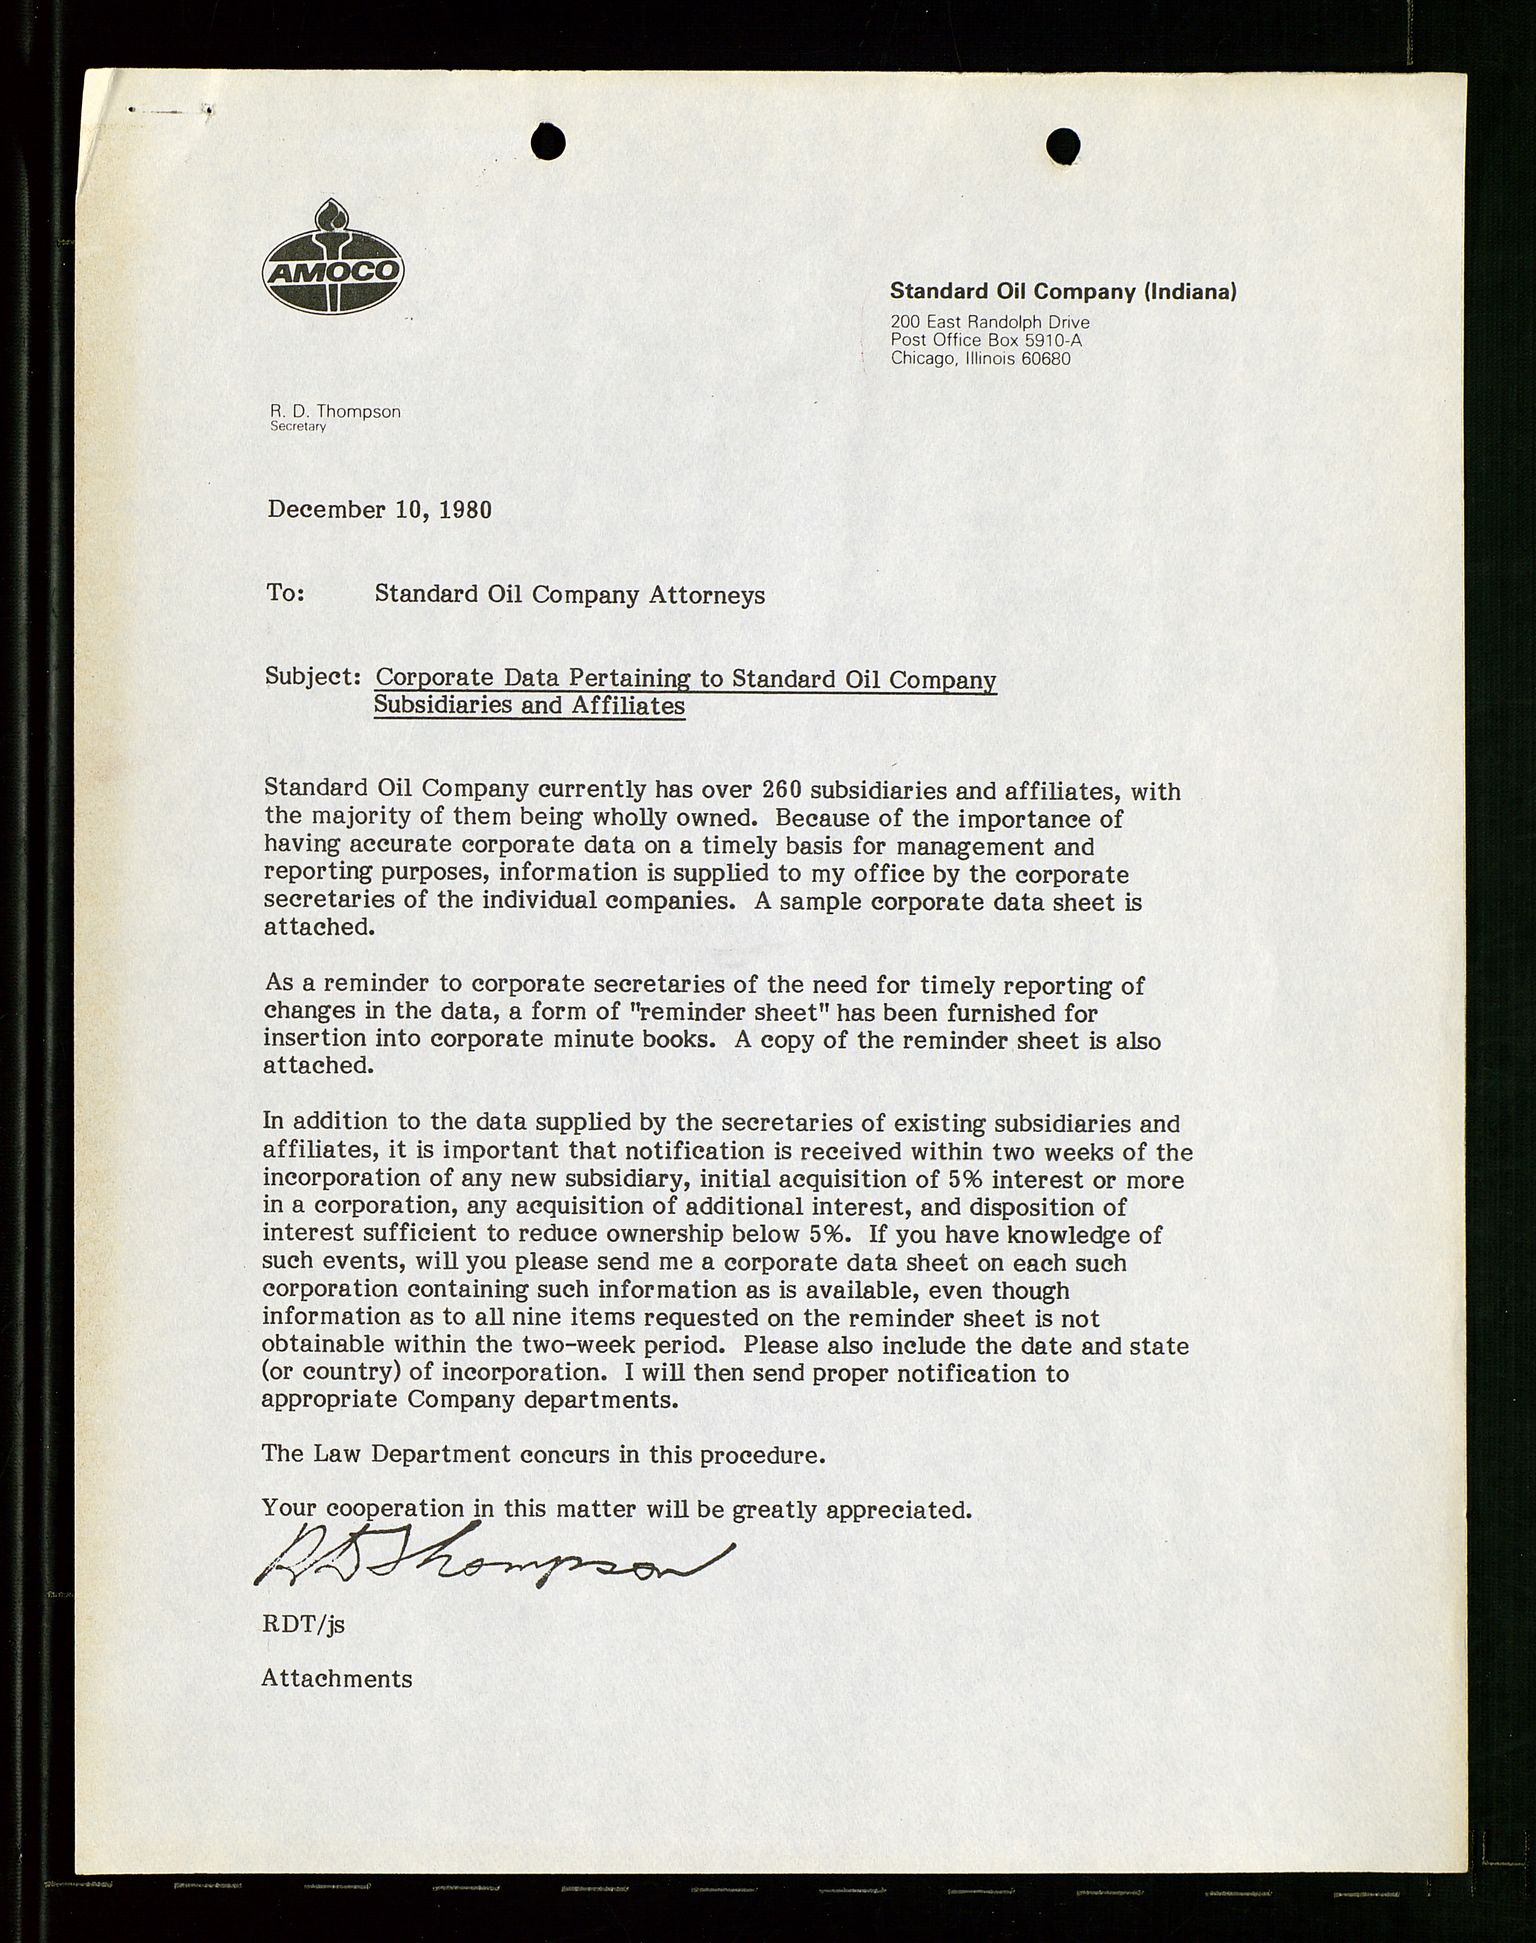 AMOCO
Standard Oil Company (Indiana)
200 East Randolph Drive
Post Office Box 5910-A
Chicago, Illinois 60680
R. D. Thompson
Secretary
December 10, 1980
To: Standard Oil Company Attorneys
Subject: Corporate Data Pertaining to Standard Oil Company
Subsidiaries and Affiliates
Standard Oil Company currently has over 260 subsidiaries and affiliates, with
the majority of them being wholly owned. Because of the importance of
having accurate corporate data on a timely basis for management and
reporting purposes, information is supplied to my office by the corporate
secretaries of the individual companies. A sample corporate data sheet is
attached.
As a reminder to corporate secretaries of the need for timely reporting of
changes in the data, a form of "reminder sheet" has been furnished for
insertion into corporate minute books. A copy of the reminder sheet is also
attached.
In addition to the data supplied by the secretaries of existing subsidiaries and
affiliates, it is important that notification is received within two weeks of the
incorporation of any new subsidiary, initial acquisition of 5% interest or more
in a corporation, any acquisition of additional interest, and disposition of
interest sufficient to reduce ownership below 5%. If you have knowledge of
such events, will you please send me a corporate data sheet on each such
corporation containing such information as is available, even though
information as to all nine items requested on the reminder sheet is not
obtainable within the two-week period. Please also include the date and state
(or country) of incorporation. I will then send proper notification to
appropriate Company departments.
The Law Department concurs in this procedure.
Your cooperation in this matter will be greatly appreciated.
RD Thompson
RDT/js
Attachments